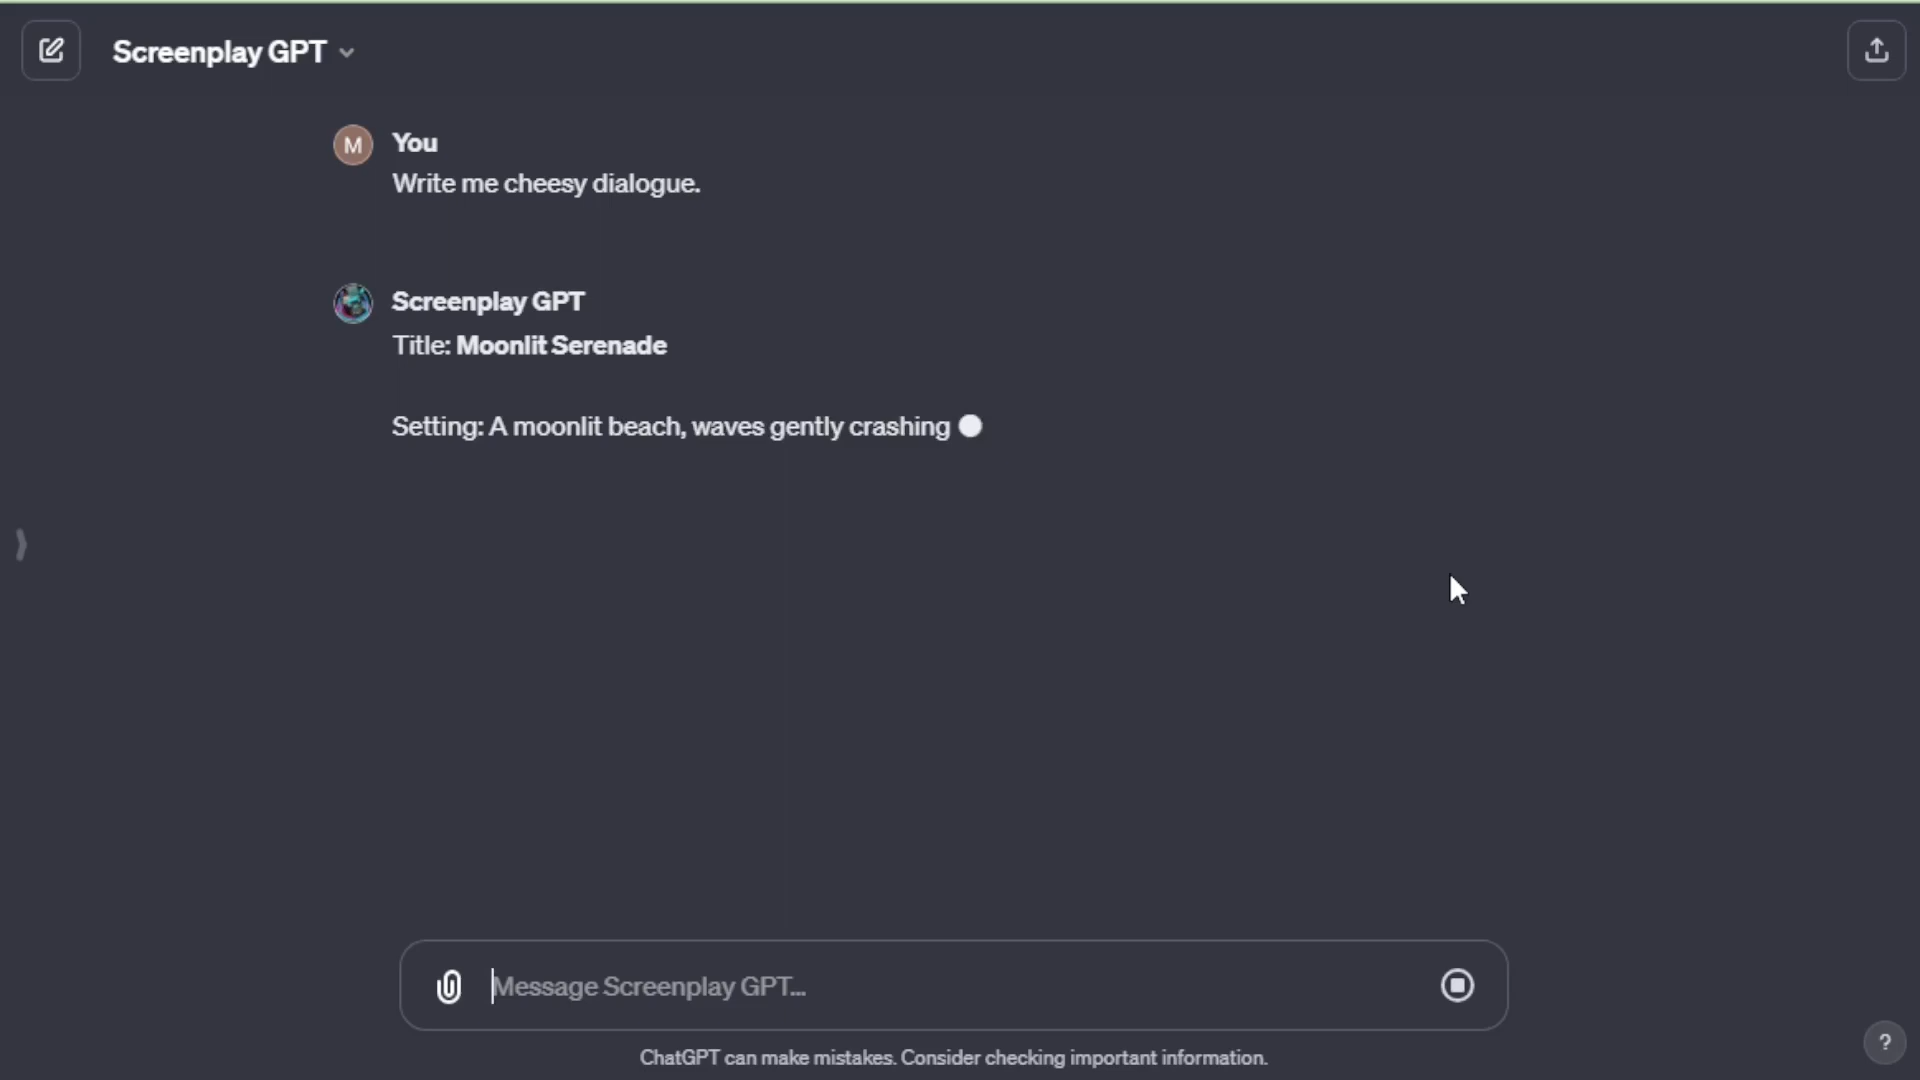 Screenplay GPT
M
You
Write me cheesy dialogue.
Screenplay GPT
Title: Moonlit Serenade
Setting: A moonlit beach, waves gently crashing
Message Screenplay GPT...
ChatGPT can make mistakes. Consider checking important information.
?